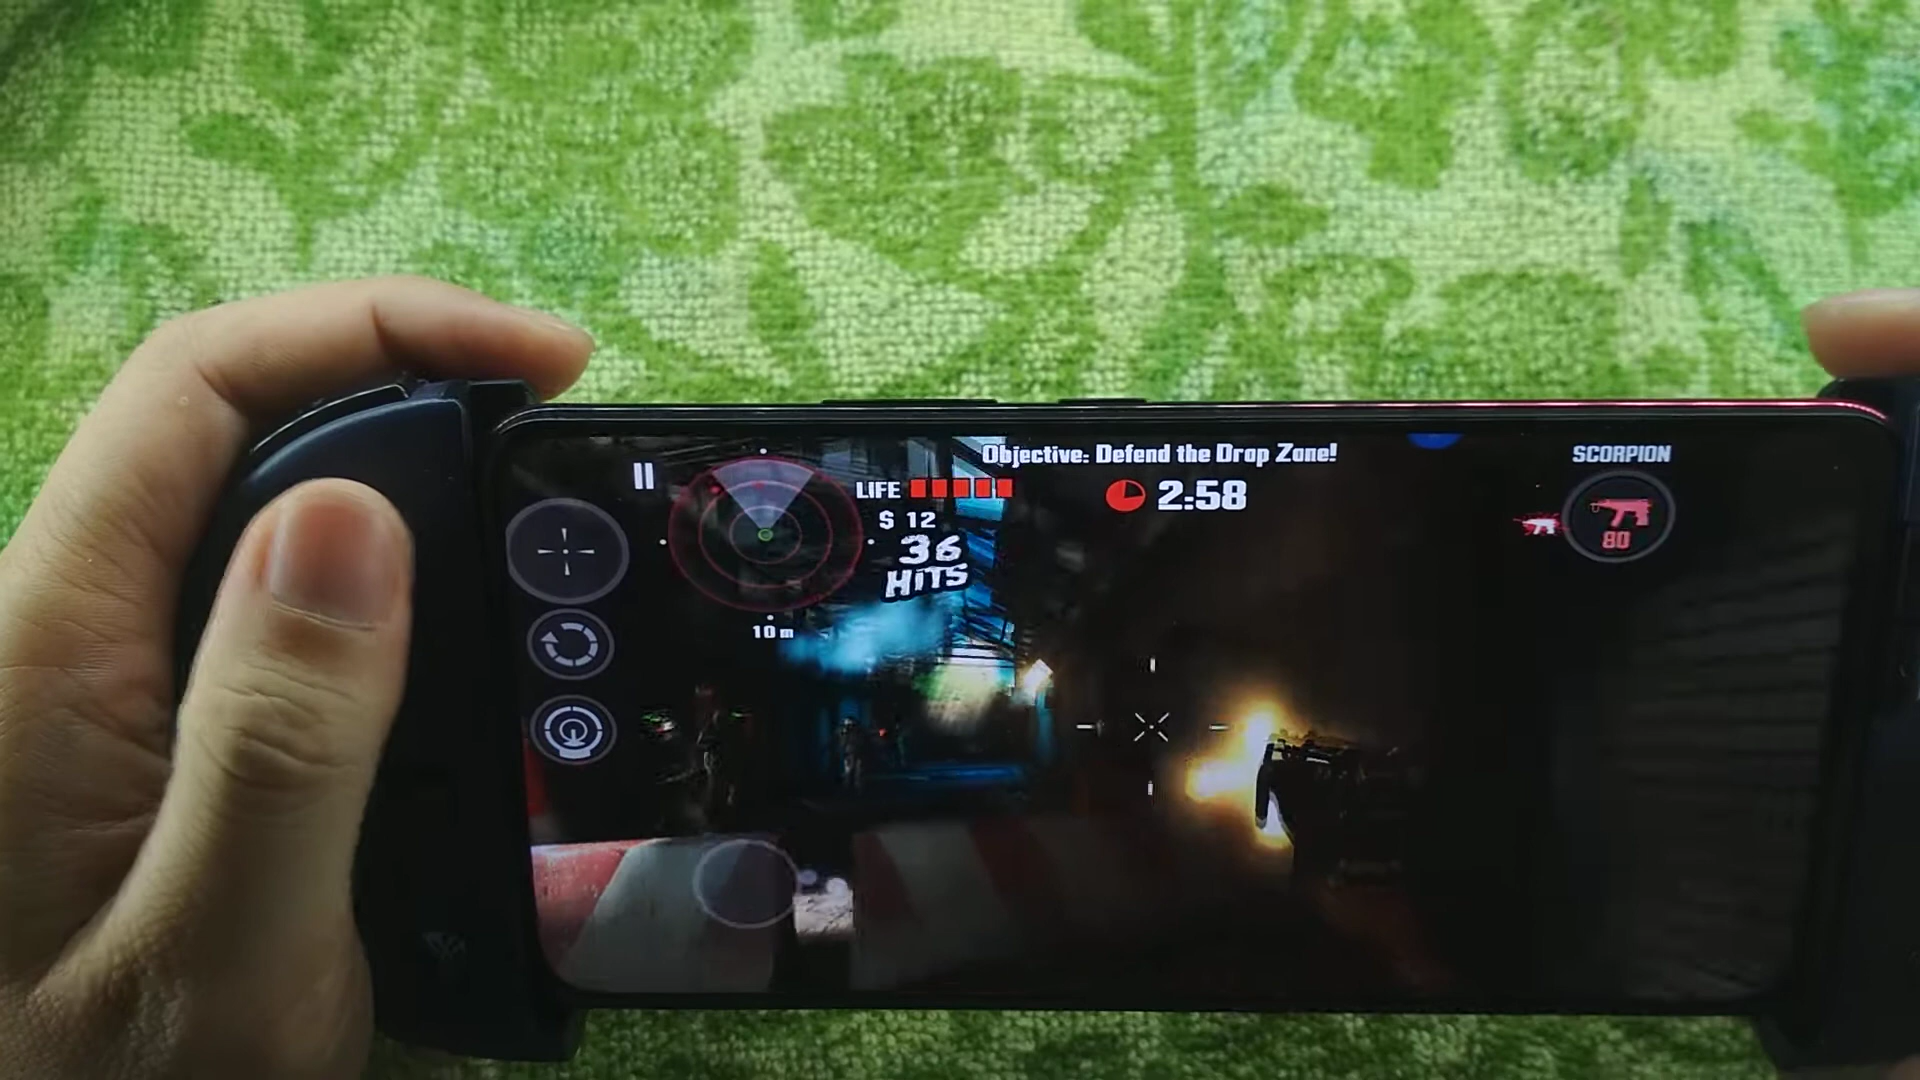 Objective: Defend the Drop Zone!
SCORPION
LIFE
2:58
$ 12
36
HITS
80
10 m